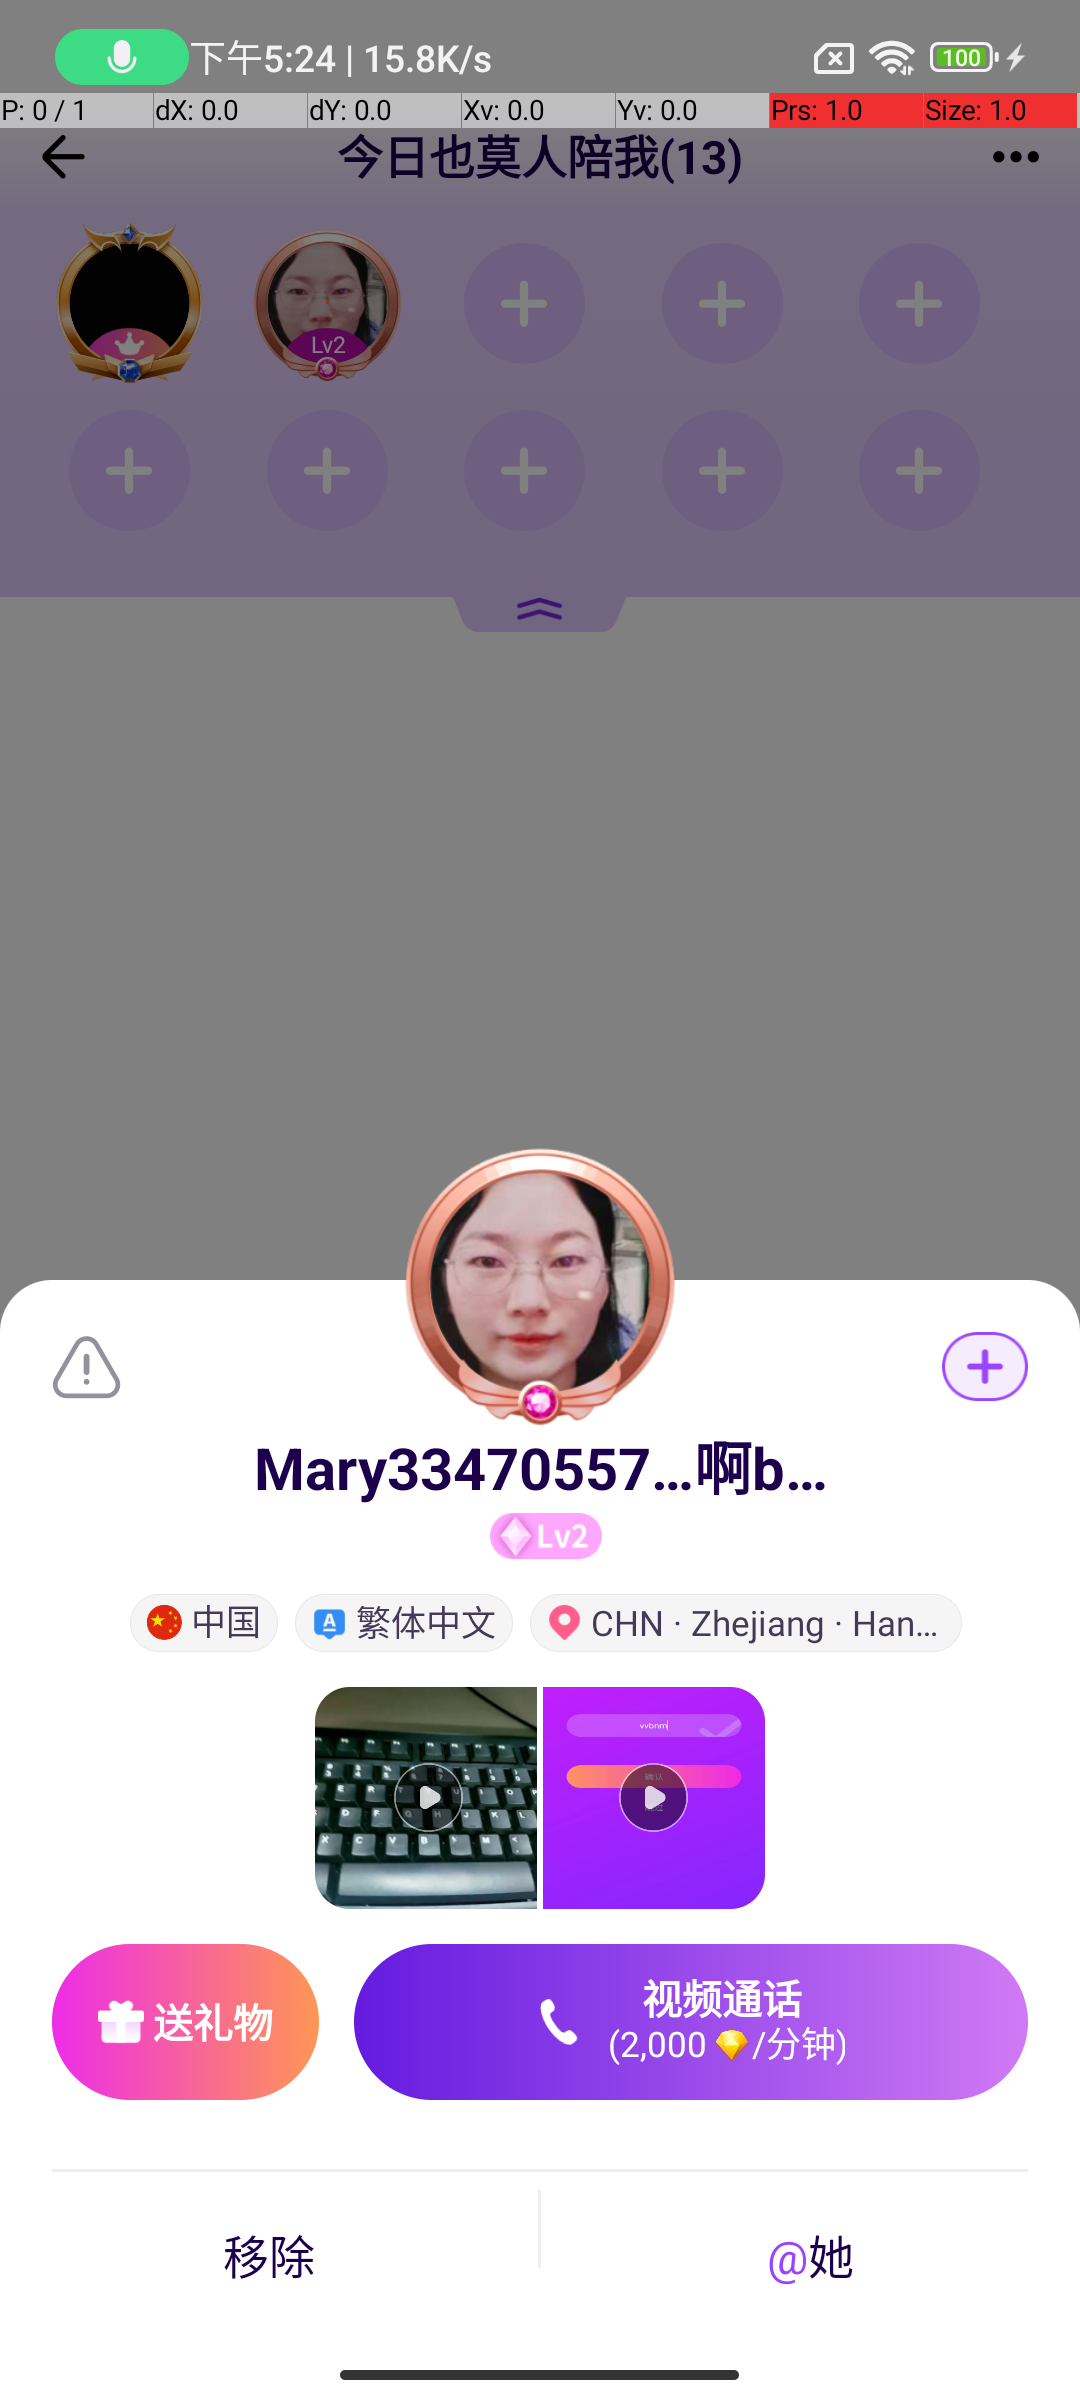 下午5:24 | 15.8K/s
100
P: 0 / 1
dX: 0.0
dY: 0.0
Xv: 0.0
Yv: 0.0
Prs: 1.0
Size: 1.0
今日也莫人陪我(13)
Lv2
Mary33470557...啊b...
Lv2
中国
A 繁体中文
CHN · Zhejiang · Han...
vvbnm
确认
送礼物
视频通话
(2,000 /分钟)
移除
@她